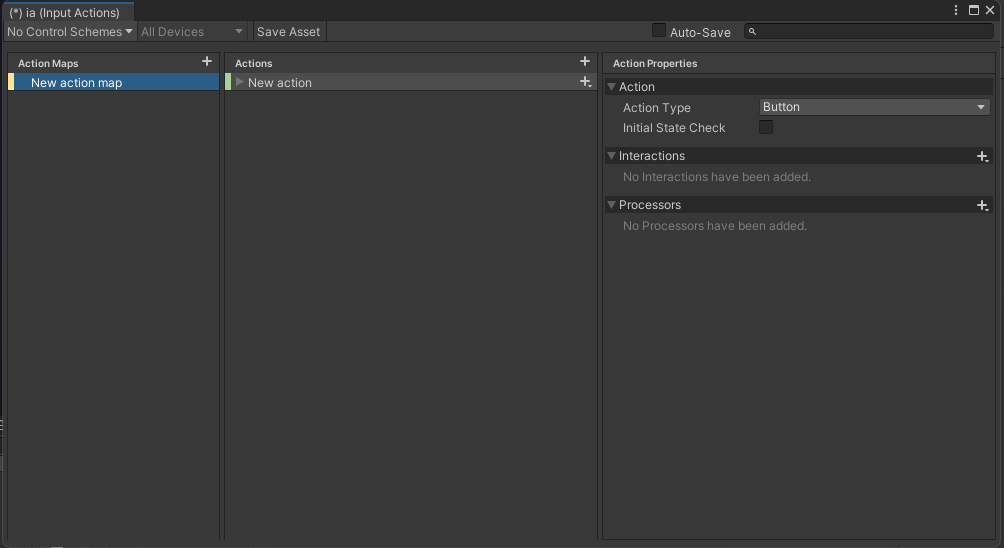 (*) ia (Input Actions)
No Control Schemes All Devices Save Asset Auto-Save
Action Maps Actions Action Properties
New action map New action Action
Action Type Button
Initial State Check
Interactions
No Interactions have been added.
Processors
No Processors have been added.